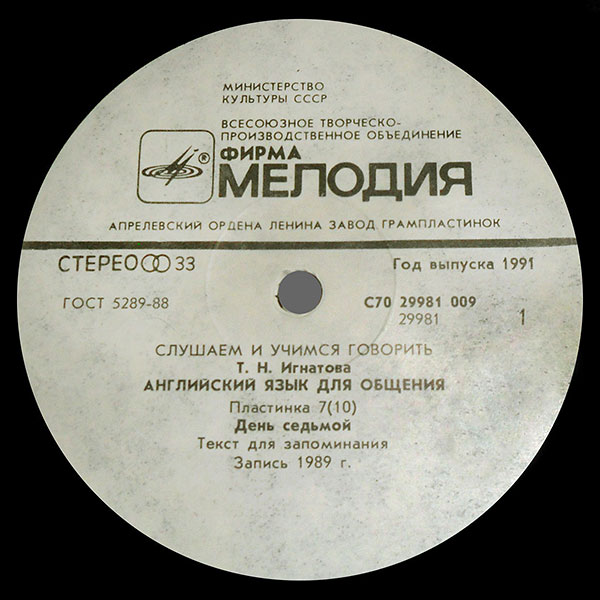 МИНИСТЕРСТВО
КУЛЬТУРЫ СССР
ВСЕСОЮЗНОЕ ТВОРЧЕСКО-
ПРОИЗВОДСТВЕННОЕ ОБЪЕДИНЕНИЕ
® ФИРМА
МЕЛОДИЯ
АПРЕЛЕВСКИЙ ОРДЕНА ЛЕНИНА ЗАВОД ГРАМПЛАСТИНОК
СТЕРЕО 33
Год выпуска 1991
ГОСТ 5289-88
С70 29981 009
29981
1
СЛУШАЕМ И УЧИМСЯ ГОВОРИТЬ
Т. Н. Игнатова
АНГЛИЙСКИЙ ЯЗЫК ДЛЯ ОБЩЕНИЯ
Пластинка 7(10)
День седьмой
Текст для запоминания
Запись 1989 г.